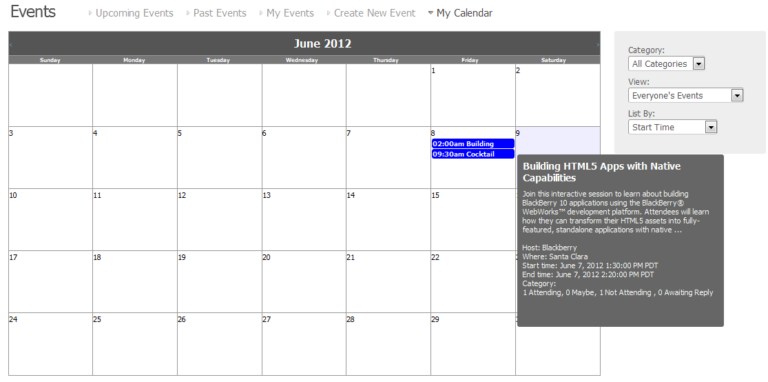 Events Upcoming Events Past Events My Events Create New Event My Calendar
June 2012
Sunday Monday Tuesday Wednesday Thursday Friday Saturday
1 2
3 4 5 6 7 8 9
02:00am Building
09:30am Cocktail
10 11 12 13 14 15
17 18 19 20 21 22
24 25 26 27 28 29
Category:
All Categories
View:
Everyone's Events
List By:
Start Time
Building HTML5 Apps with Native
Capabilities
Join this interactive session to learn about building
BlackBerry 10 applications using the BlackBerry®
WebWorks™ development platform. Attendees will learn
how they can transform their HTML5 assets into fully-
featured, standalone applications with native ...
Host: Blackberry
Where: Santa Clara
Start time: June 7, 2012 1:30:00 PM PDT
End time: June 7, 2012 2:20:00 PM PDT
Category:
1 Attending, 0 Maybe, 1 Not Attending , 0 Awaiting Reply